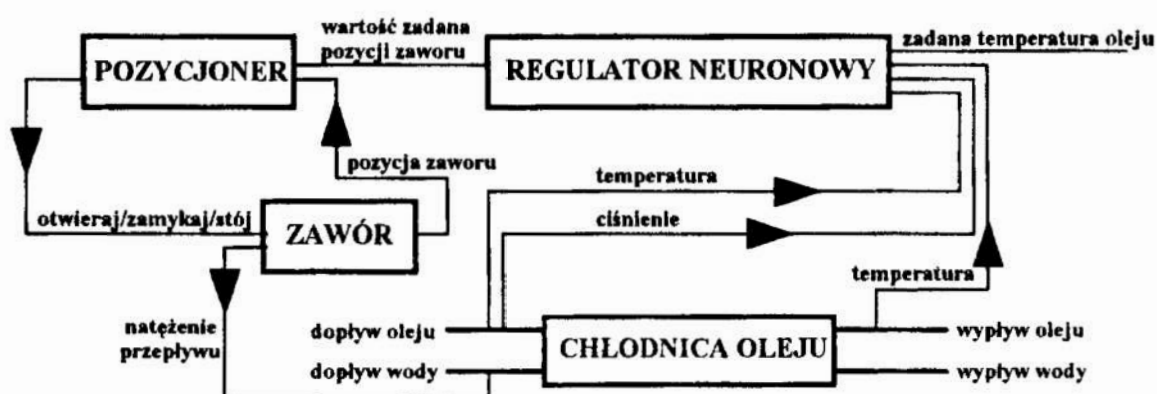 wartość zadana
pozycji zaworu
zadana temperatura oleju
POZYCJONER
REGULATOR NEURONOWY
pozycja zaworu
temperatura
otwieraj/zamykaj/stój
ZAWÓR
ciśnienie
temperatura
natężenie
przepływu
dopływ oleju
CHŁODNICA OLEJU
wypływ oleju
dopływ wody
wypływ wody